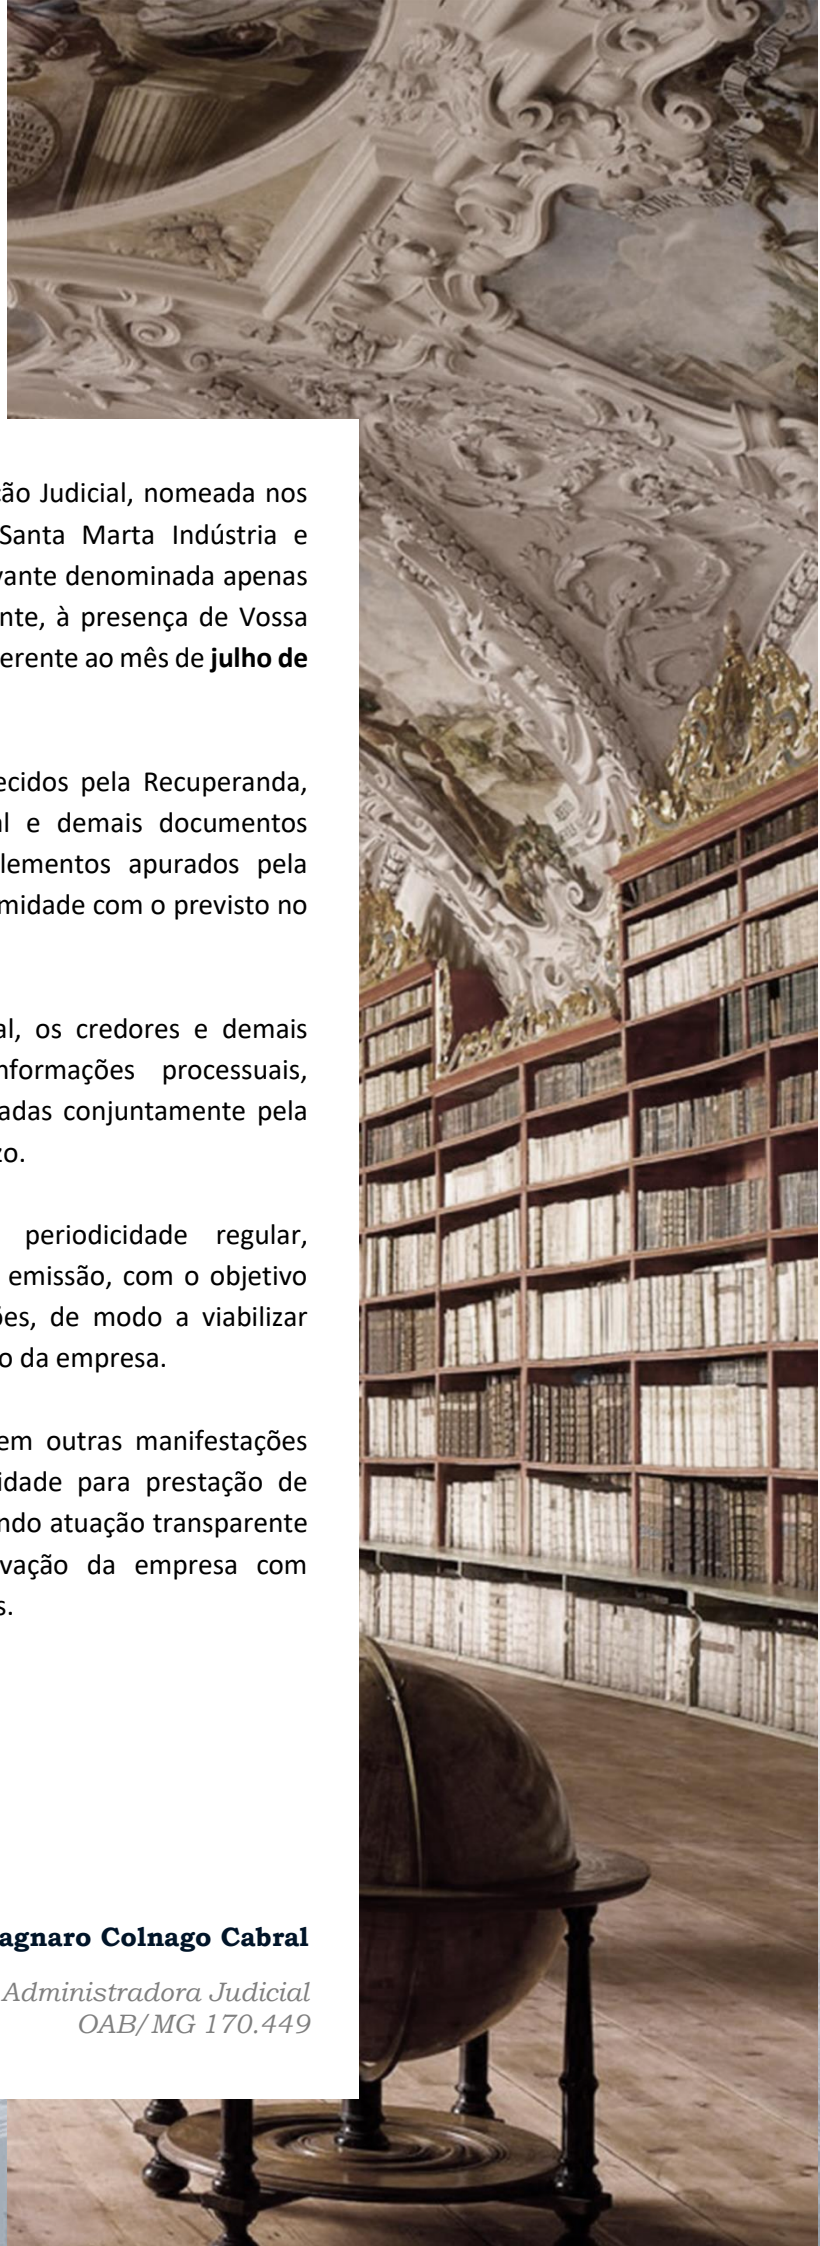 ção Judicial, nomeada nos
Santa Marta Indústria e
vante denominada apenas
nte, à presença de Vossa
erente ao mês de julho de
ecidos pela Recuperanda,
al e demais documentos
lementos apurados pela
midade com o previsto no
al, os credores e demais
nformações processuais,
adas conjuntamente pela
zo.
periodicidade regular,
emissão, com o objetivo
ões, de modo a viabilizar
o da empresa.
em outras manifestações
idade para prestação de
ndo atuação transparente
vação da empresa com
s.
agnaro Colnago Cabral
Administradora Judicial
OAB/MG 170.449